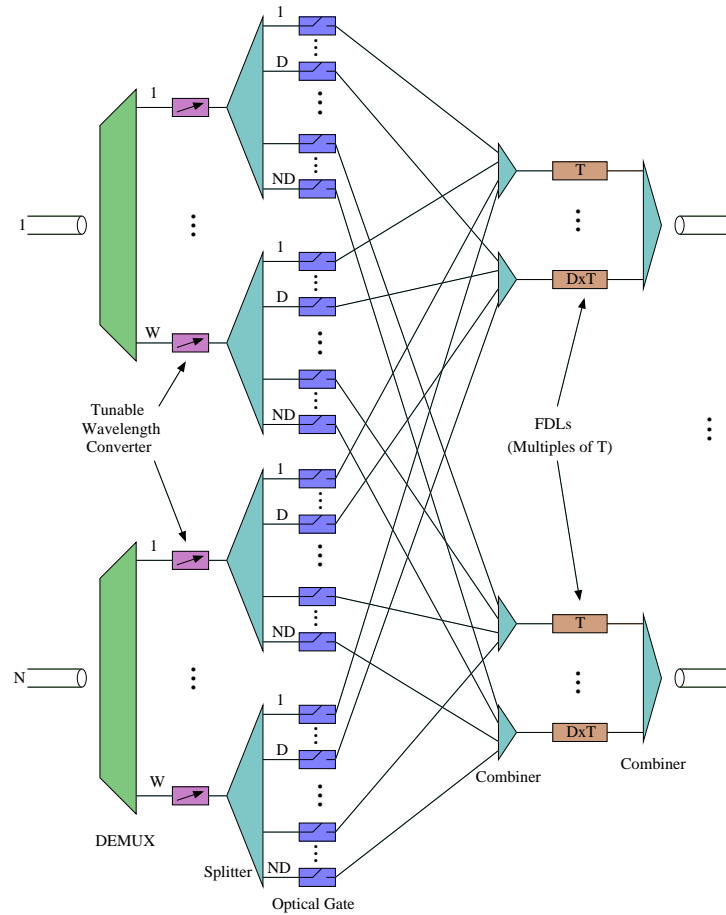 1
D
1
T
ND
1
1
D
DxT
W
Tunable
Wavelength
Converter
ND
FDLs
(Multiples of T)
1
D
1
ND
T
N
1
D
DxT
W
Combiner
Combiner
DEMUX
Splitter
ND
Optical Gate